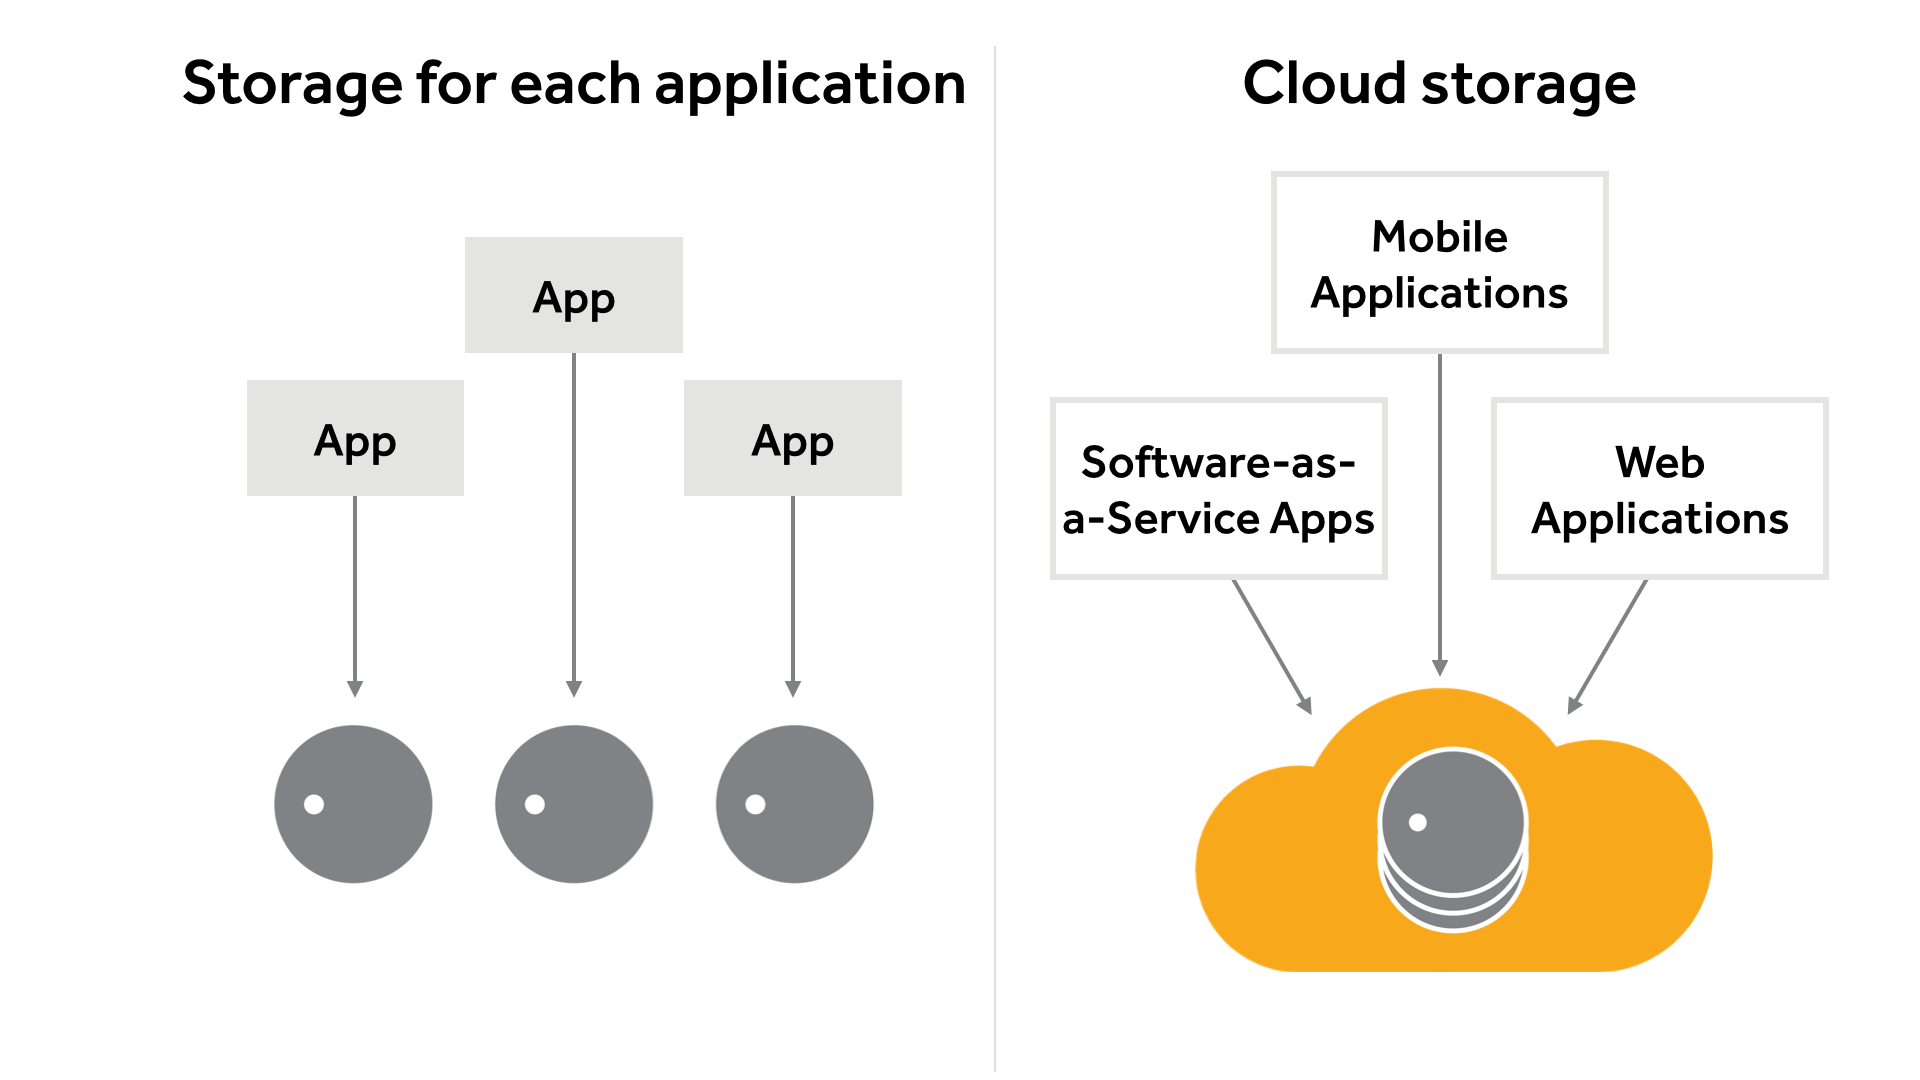 Storage for each application
App
App
App
Cloud storage
Mobile
Applications
Software-as-
a-Service Apps
Web
Applications